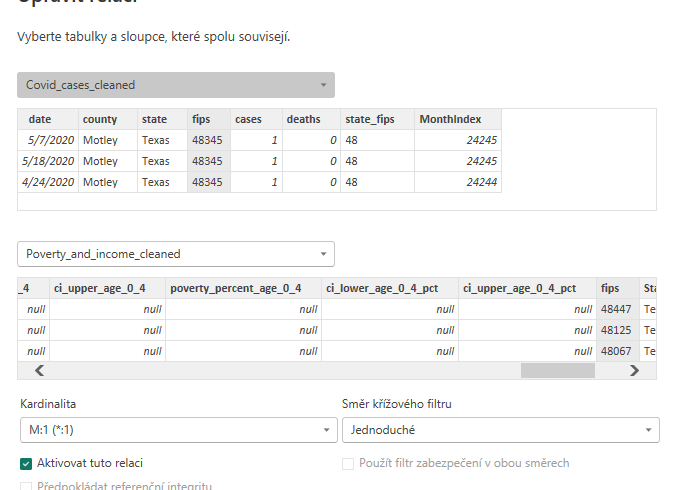 Upravit relaci
Vyberte tabulky a sloupce, které spolu souvisejí.
Covid_cases_cleaned
date county state fips cases deaths state_fips MonthIndex
5/7/2020 Motley Texas 48345 1 0 48 24245
5/18/2020 Motley Texas 48345 1 0 48 24245
4/24/2020 Motley Texas 48345 1 0 48 24244
Poverty_and_income_cleaned
_4 ci_upper_age_0_4 poverty_percent_age_0_4 ci_lower_age_0_4_pct ci_upper_age_0_4_pct fips Sta
null null null null null 48447 Te
null null null null null 48125 Te
null null null null null 48067 Te
Kardinalita Směr křížového filtru
M:1 (*:1) Jednoduché
Aktivovat tuto relaci Použít filtr zabezpečení v obou směrech
Předpokládat referenční integritu